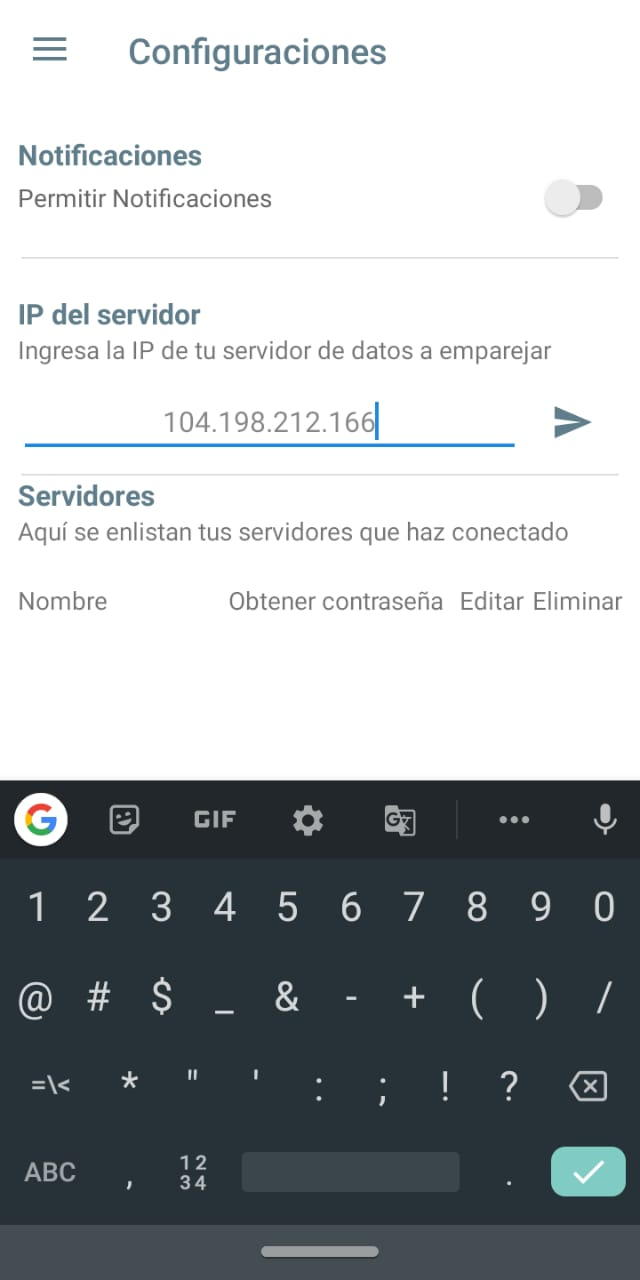 Configuraciones
Notificaciones
Permitir Notificaciones
IP del servidor
Ingresa la IP de tu servidor de datos a emparejar
104.198.212.166
Servidores
Aquí se enlistan tus servidores que haz conectado
Nombre Obtener contraseña Editar Eliminar
G GIF G文 •••
1 2 3 4 5 6 7 8 9 0
@ # $ _ & - + ( ) /
=\< * " ' : ; ! ?
ABC , 12 34 .